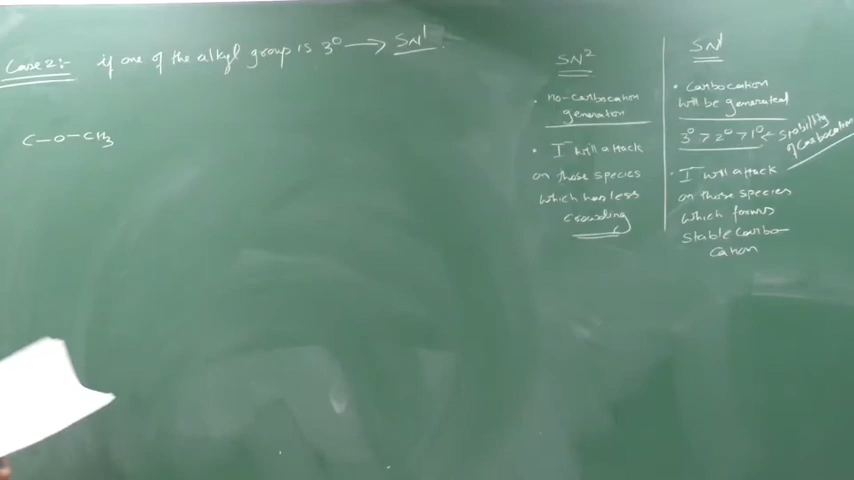 Case 2:- if one of the alkyl group is 3° → SN1
C-O-CH3
SN2
• no-carbocation
generation
• I will attack
on those species
which has less
crowding
SN1
• Carbocation
will be generated
3° > 2° > 1° ← stability
of carbocation
• I will attack
on those species
which forms
stable carbo-
cation